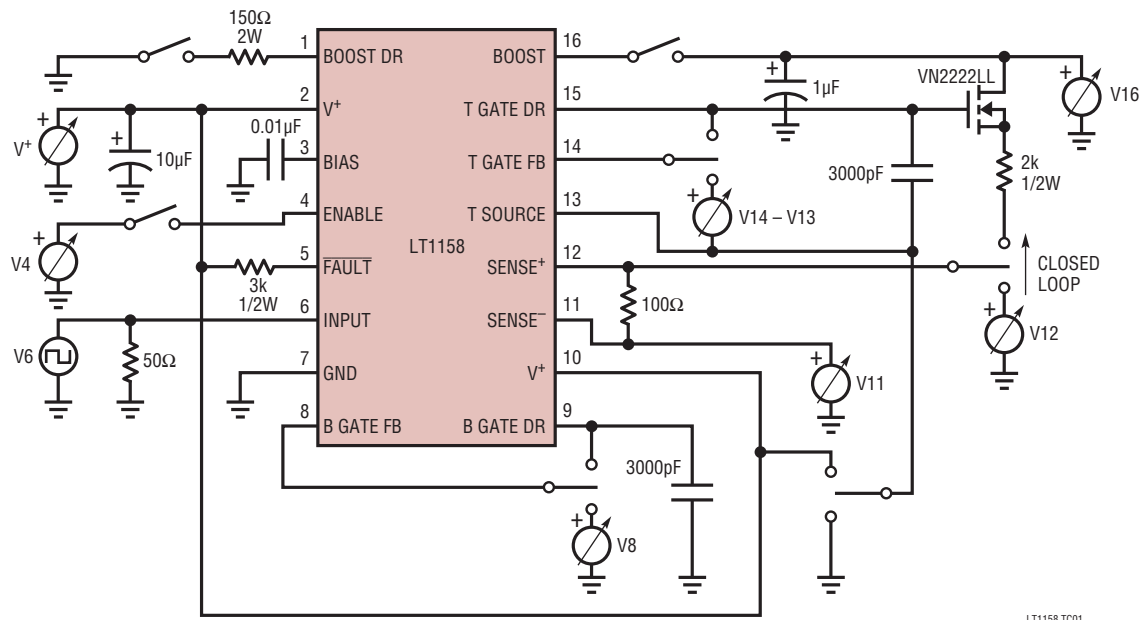 150Ω
2W
1
BOOST DR
BOOST
16
+
1µF
VN2222LL
+
V16
2
V+
T GATE DR
15
+
V+
+
10µF
0.01µF
3
BIAS
T GATE FB
14
3000pF
2k
1/2W
+
V14 – V13
4
ENABLE
T SOURCE
13
+
V4
LT1158
5
FAULT
SENSE+
12
3k
1/2W
CLOSED
LOOP
6
INPUT
SENSE–
11
100Ω
+
V12
V6
50Ω
7
GND
V+
10
+
V11
8
B GATE FB
B GATE DR
9
3000pF
+
V8
LT1158 TC01